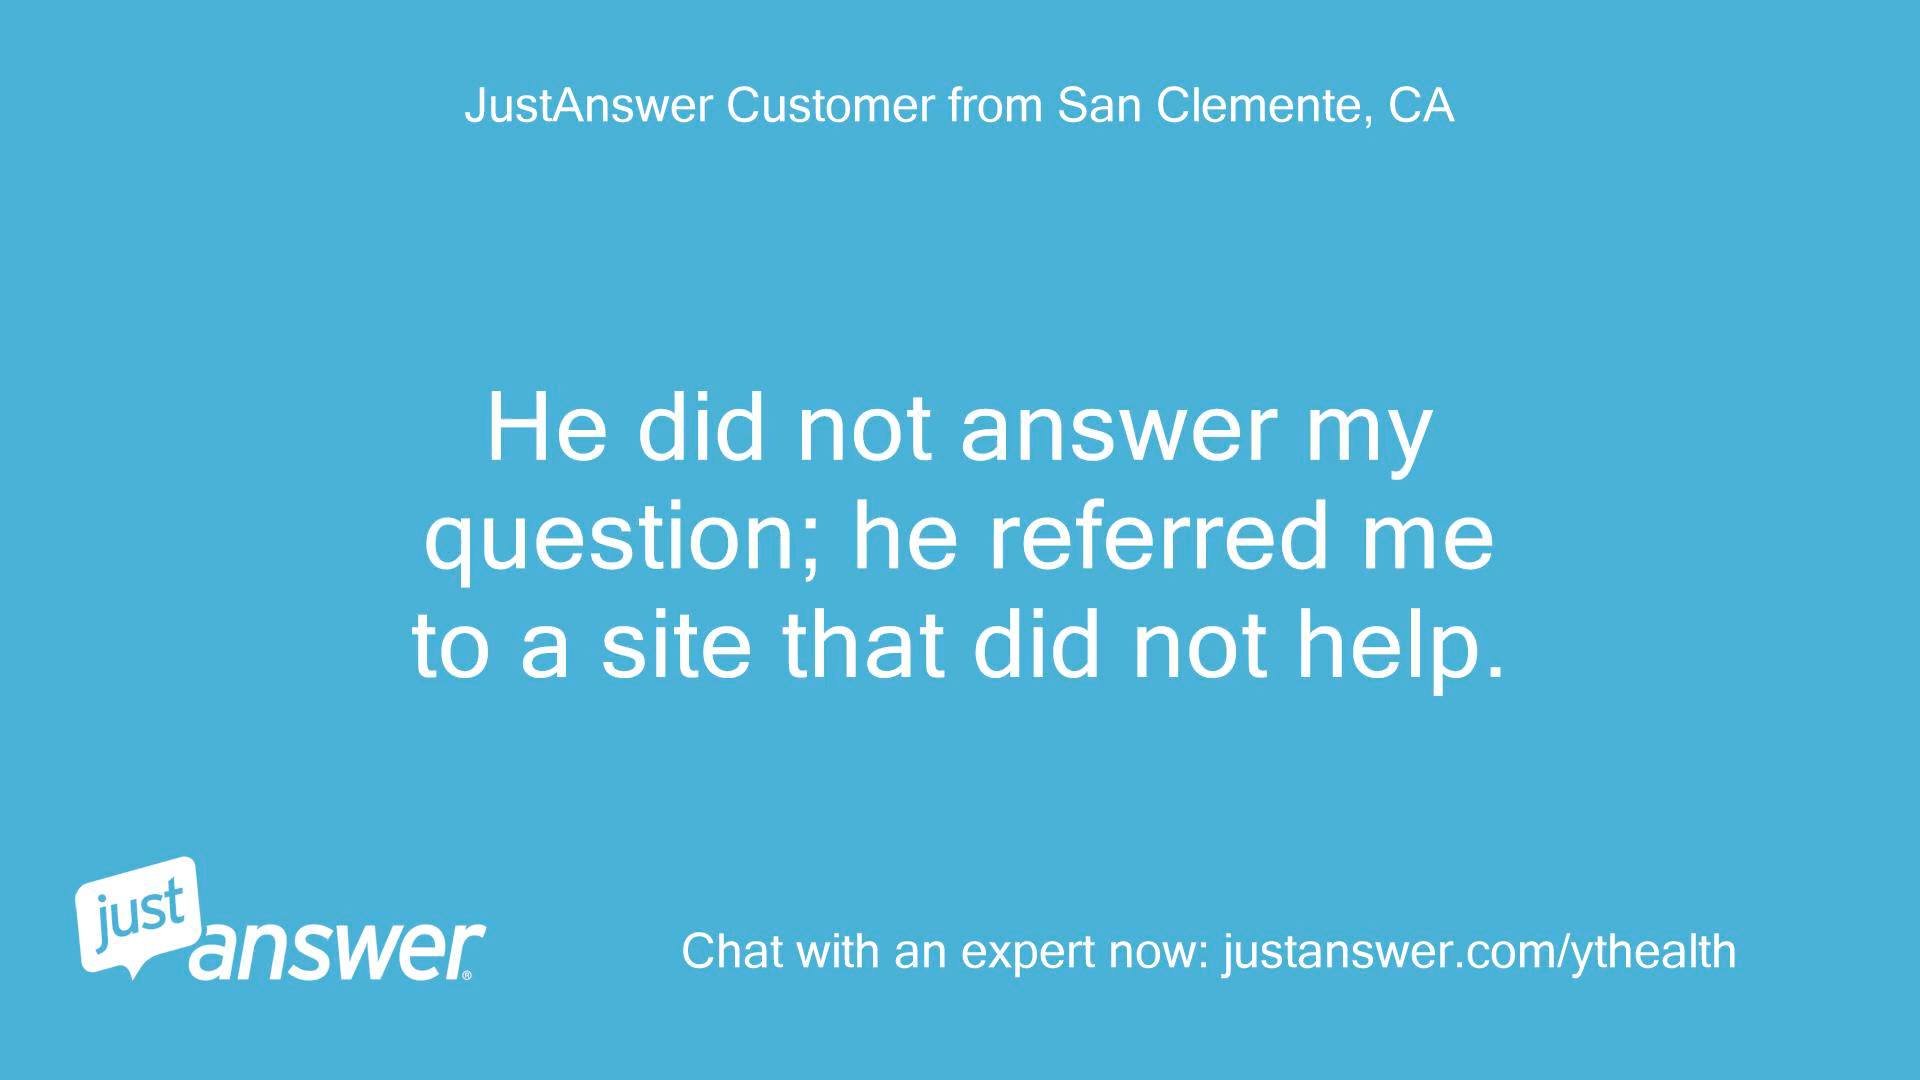 JustAnswer Customer from San Clemente, CA
He did not answer my
question; he referred me
to a site that did not help.
just
answer®
Chat with an expert now: justanswer.com/ythealth